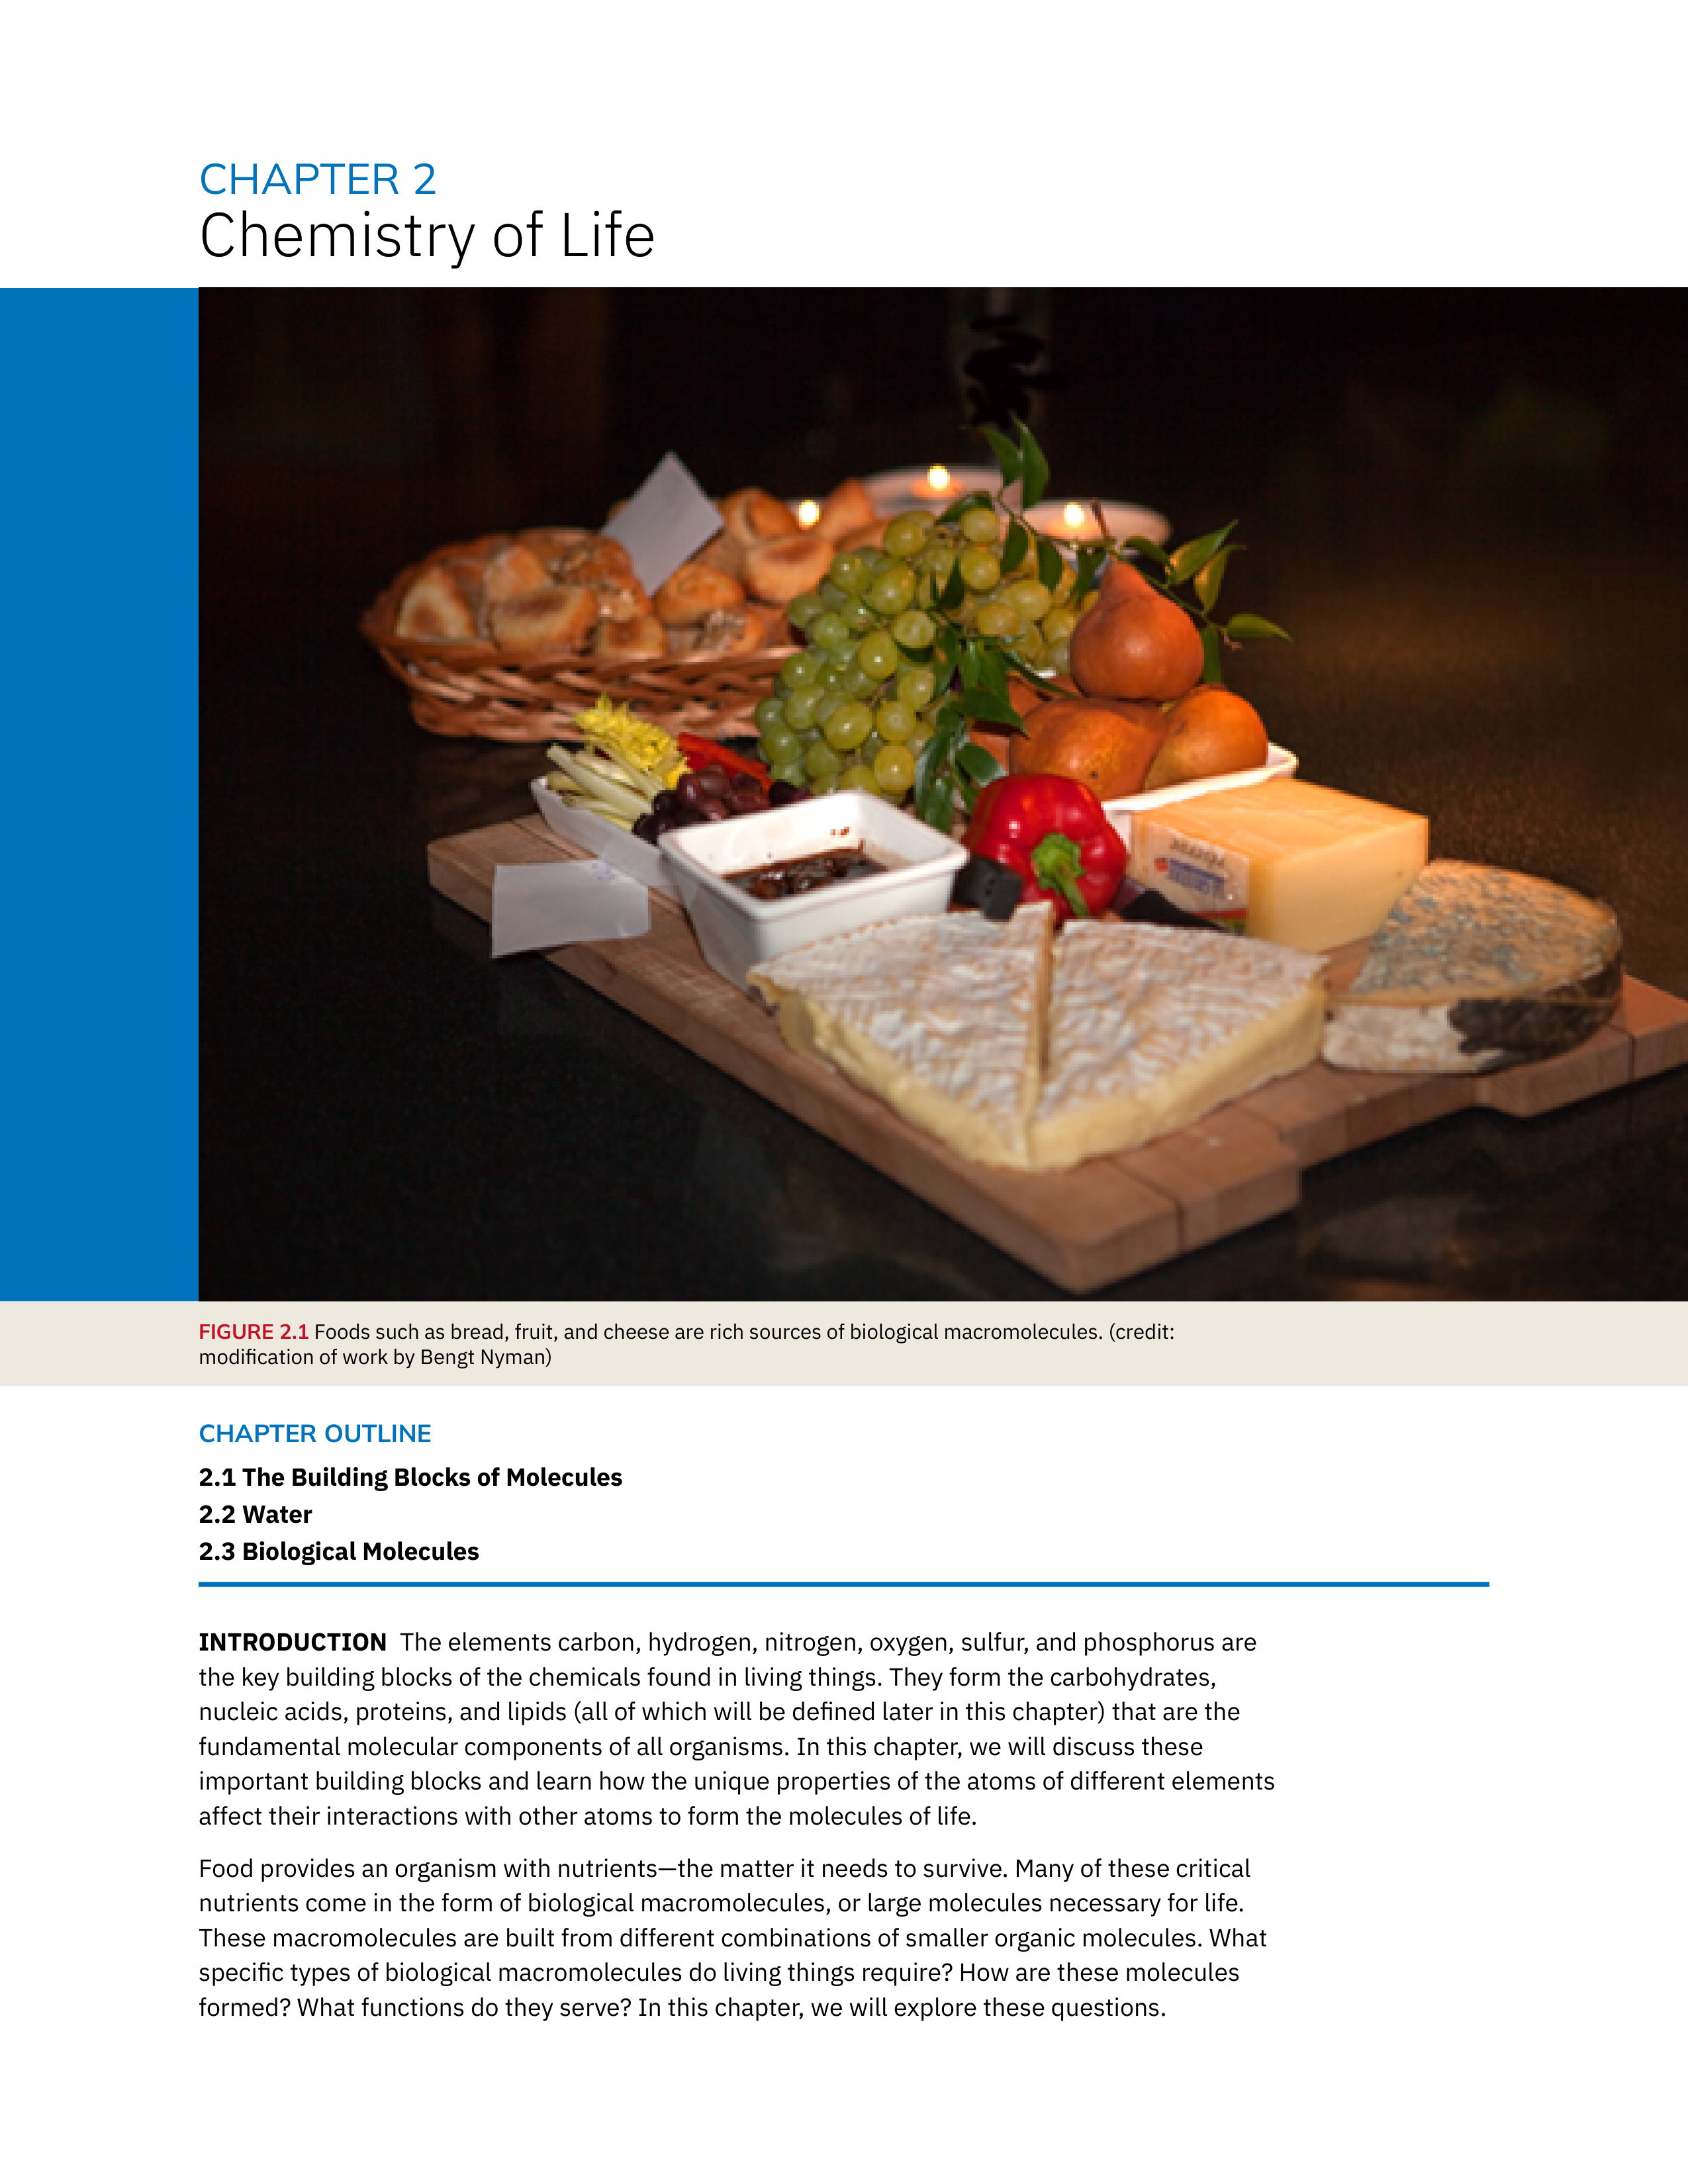 CHAPTER 2
Chemistry of Life
FIGURE 2.1 Foods such as bread, fruit, and cheese are rich sources of biological macromolecules. (credit:
modification of work by Bengt Nyman)
CHAPTER OUTLINE
2.1 The Building Blocks of Molecules
2.2 Water
2.3 Biological Molecules
INTRODUCTION The elements carbon, hydrogen, nitrogen, oxygen, sulfur, and phosphorus are
the key building blocks of the chemicals found in living things. They form the carbohydrates,
nucleic acids, proteins, and lipids (all of which will be defined later in this chapter) that are the
fundamental molecular components of all organisms. In this chapter, we will discuss these
important building blocks and learn how the unique properties of the atoms of different elements
affect their interactions with other atoms to form the molecules of life.
Food provides an organism with nutrients—the matter it needs to survive. Many of these critical
nutrients come in the form of biological macromolecules, or large molecules necessary for life.
These macromolecules are built from different combinations of smaller organic molecules. What
specific types of biological macromolecules do living things require? How are these molecules
formed? What functions do they serve? In this chapter, we will explore these questions.